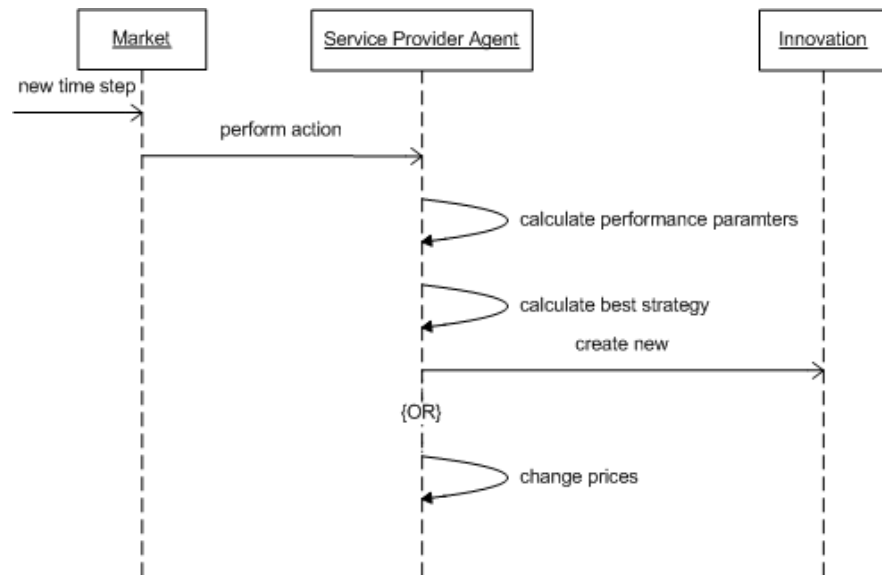 Market
Service Provider Agent
Innovation
new time step
perform action
calculate performance paramters
calculate best strategy
create new
{OR}
change prices